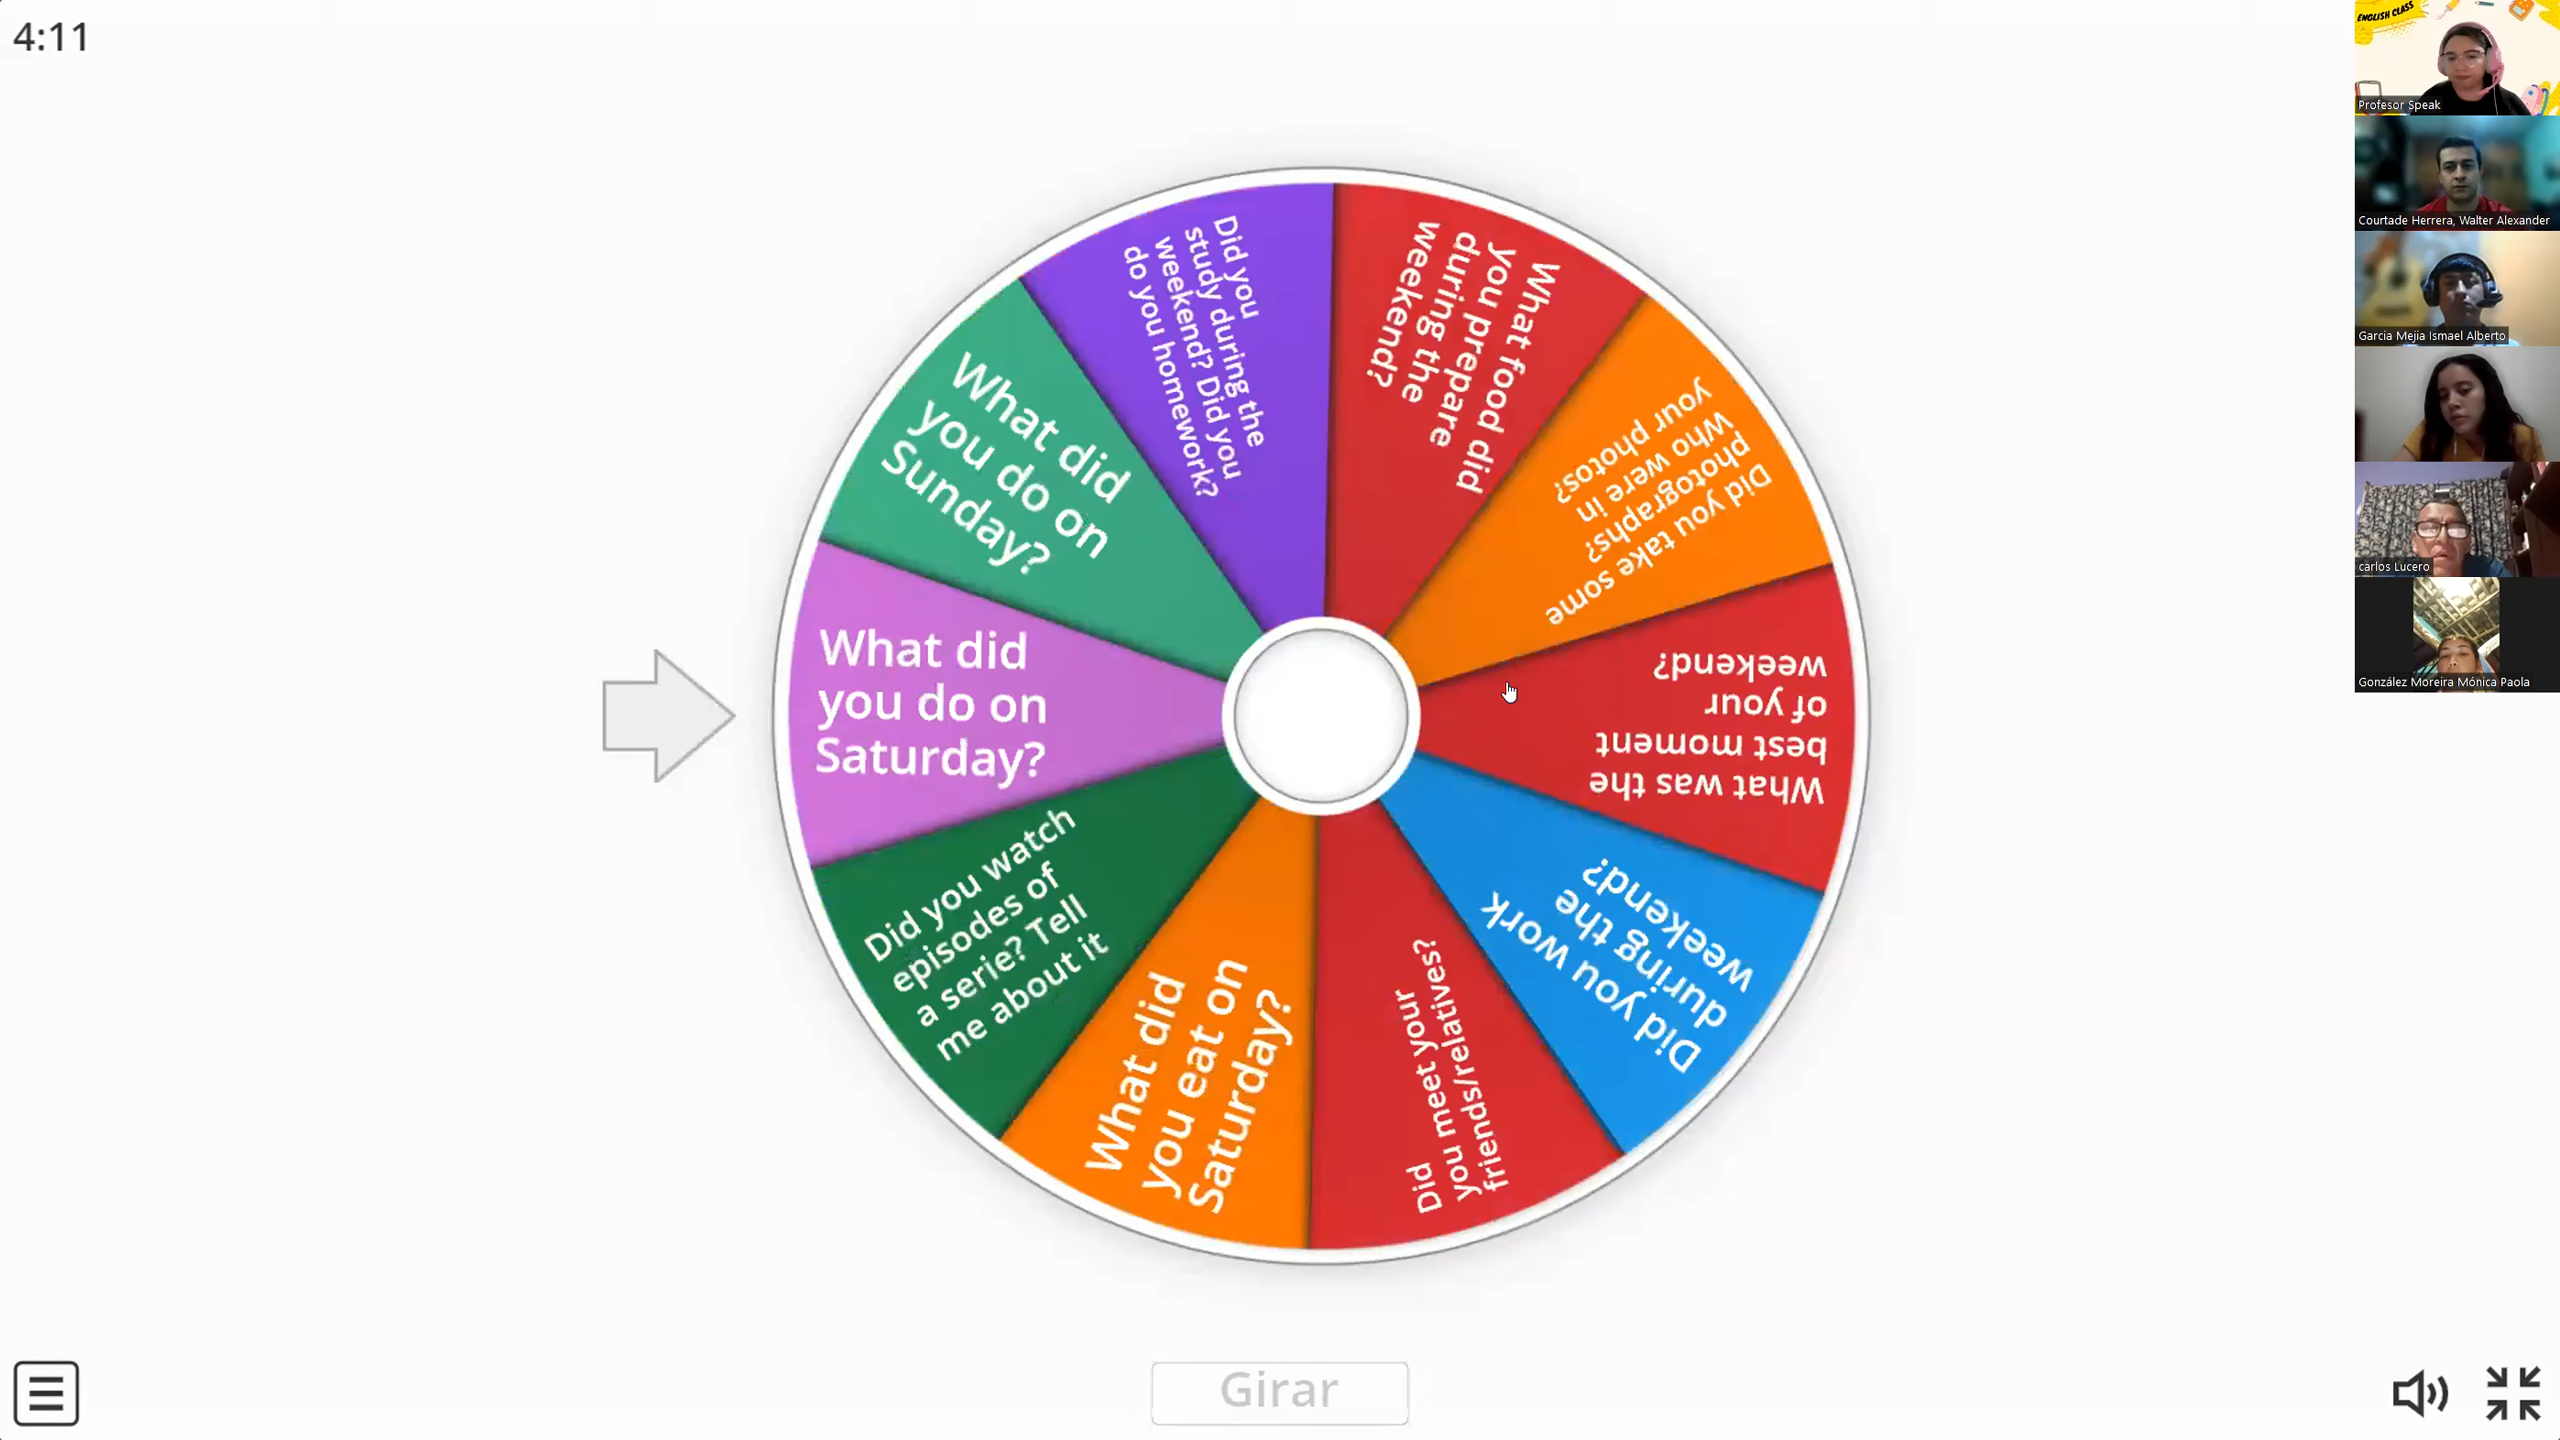 4:11
Did you
study during the
weekend? Did you
do you homework?
What food did
you prepare
during the
weekend?
Did you take some
photographs?
Who were in
your photos?
What was the
best moment
of your
weekend?
Did you work
during the
weekend?
Did
you meet your
friends/relatives?
What did
you eat on
Saturday?
Did you watch
episodes of
a serie? Tell
me about it
What did
you do on
Saturday?
What did
you do on
Sunday?
Girar
ENGLISH CLASS
Profesor Speak
Courtade Herrera, Walter Alexander
Garcia Mejia Ismael Alberto
carlos Lucero
González Moreira Mónica Paola